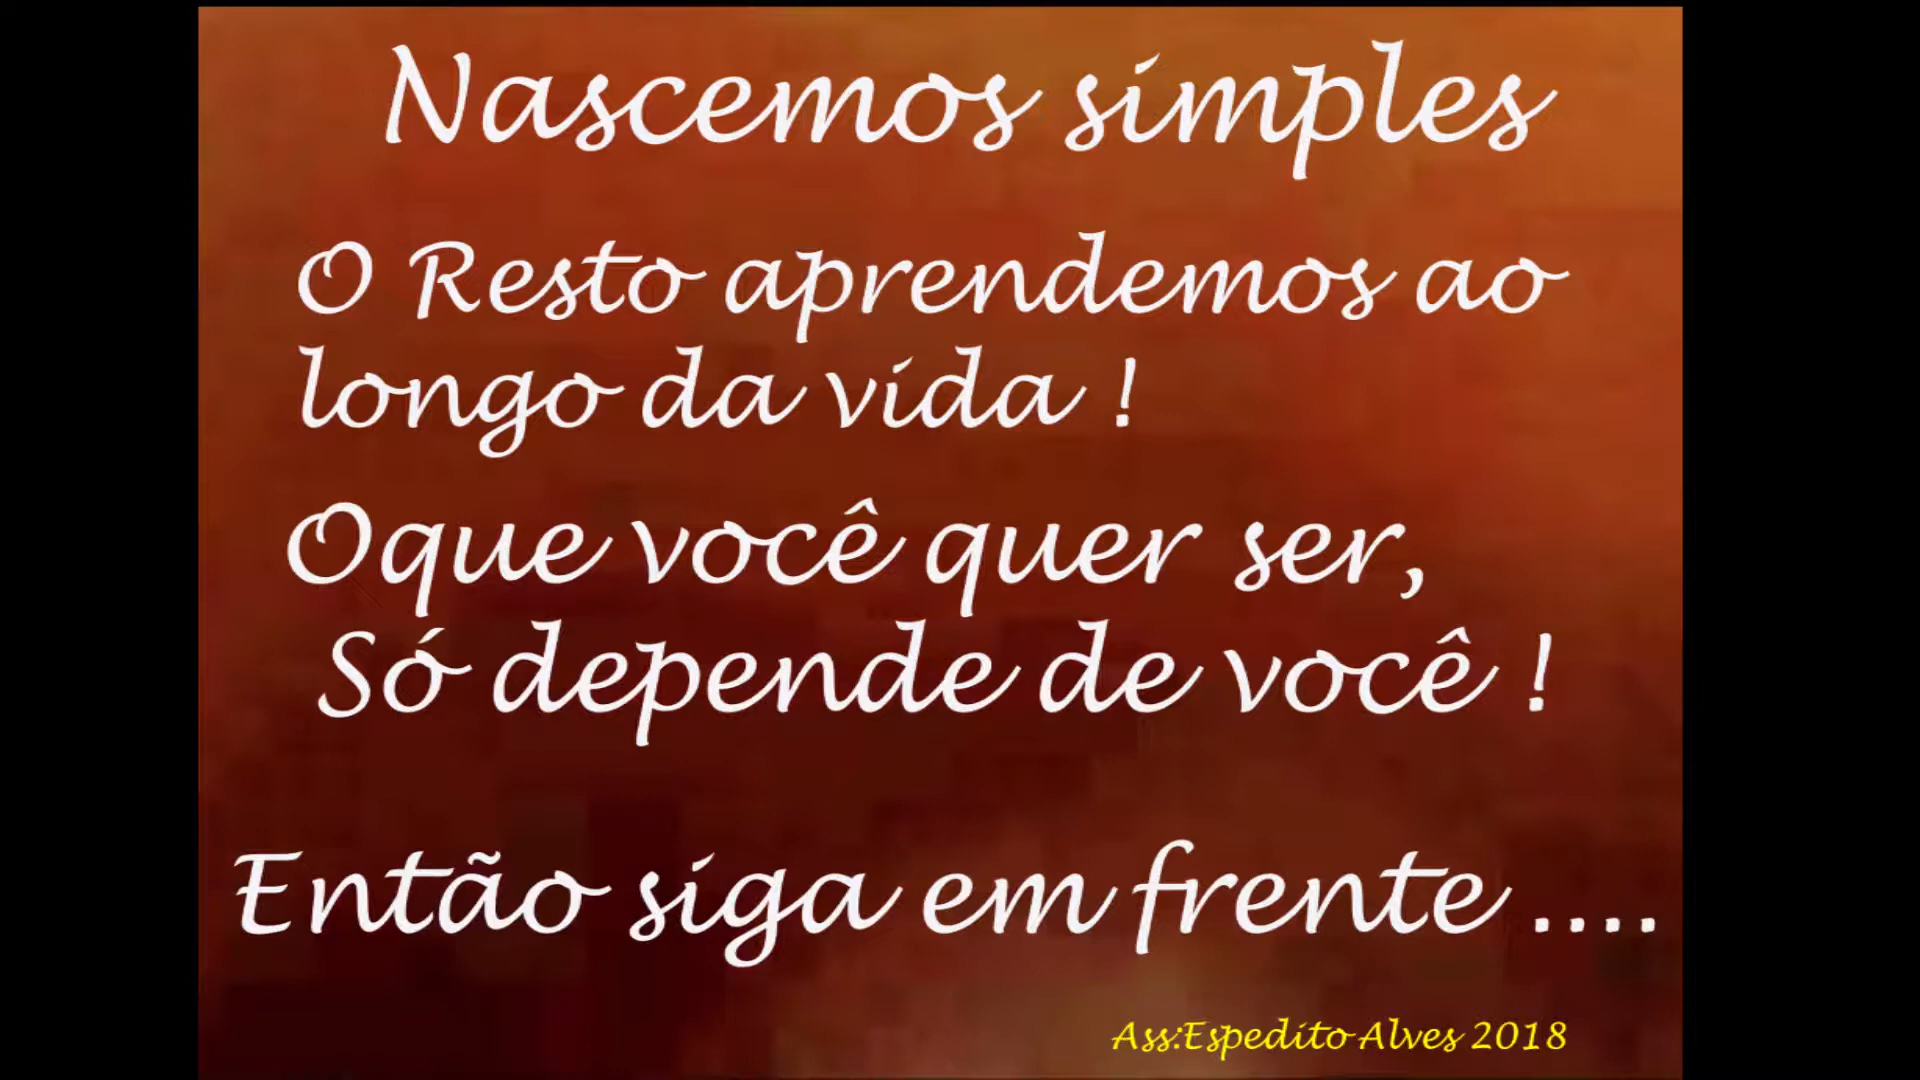 Nascemos simples
O Resto aprendemos ao
longo da vida !
Oque você quer ser,
Só depende de você !
Então siga em frente ....
Ass:Espedito Alves 2018